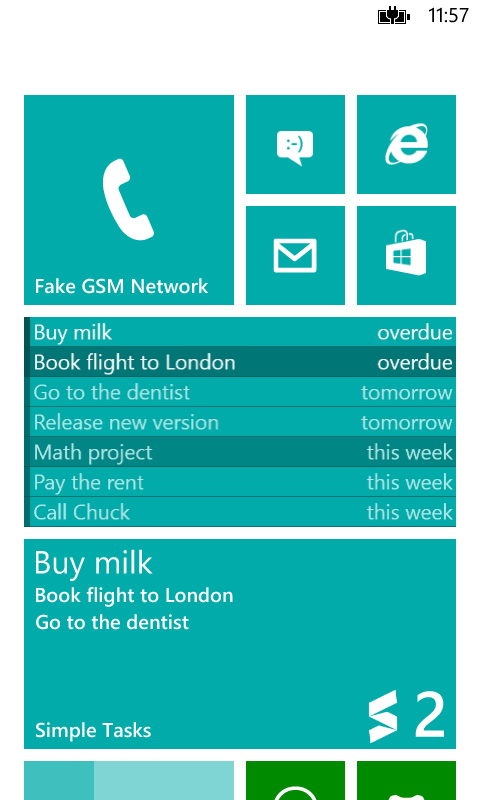 11:57
:-)
Fake GSM Network
Buy milk overdue
Book flight to London overdue
Go to the dentist tomorrow
Release new version tomorrow
Math project this week
Pay the rent this week
Call Chuck this week
Buy milk
Book flight to London
Go to the dentist
Simple Tasks 2